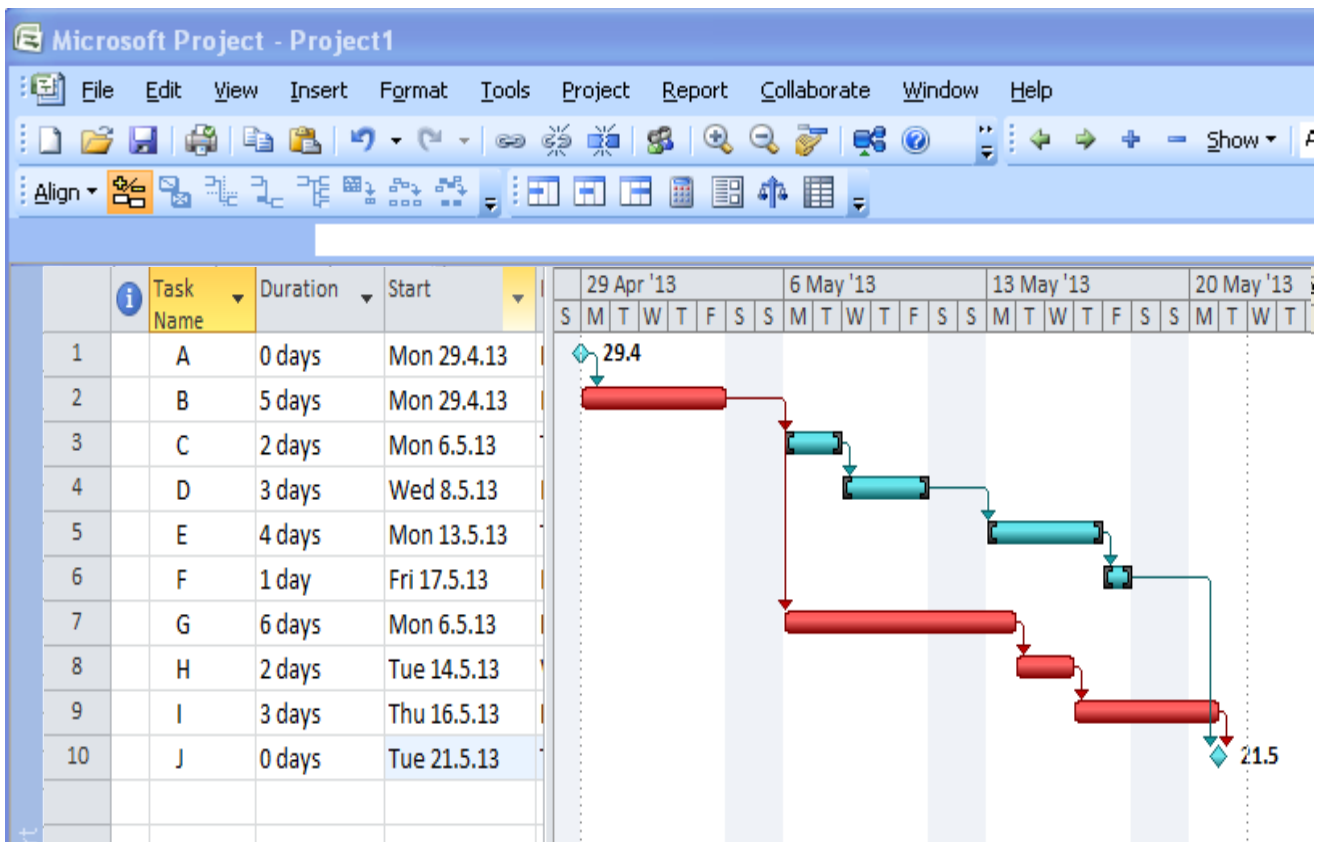 Microsoft Project - Project1
File Edit View Insert Format Tools Project Report Collaborate Window Help
Show
Align
Task Name Duration Start 29 Apr '13 6 May '13 13 May '13 20 May '13
S M T W T F S S M T W T F S S M T W T F S S M T W T
1 A 0 days Mon 29.4.13 29.4
2 B 5 days Mon 29.4.13
3 C 2 days Mon 6.5.13
4 D 3 days Wed 8.5.13
5 E 4 days Mon 13.5.13
6 F 1 day Fri 17.5.13
7 G 6 days Mon 6.5.13
8 H 2 days Tue 14.5.13
9 I 3 days Thu 16.5.13
10 J 0 days Tue 21.5.13 21.5